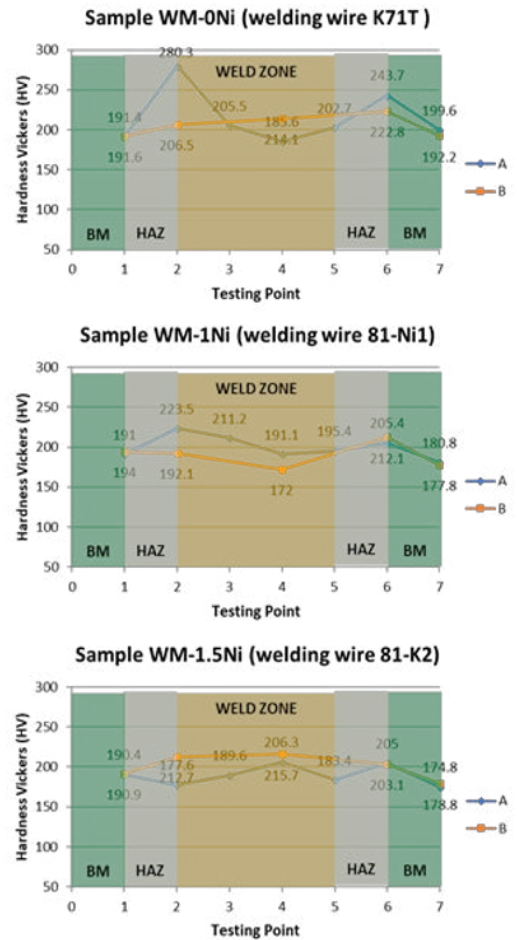 Sample WM-0Ni (welding wire K71T )
Hardness Vickers (HV)
300
250
200
150
100
50
280.3
WELD ZONE
243.7
191.4
205.5
185.6
202.7
199.6
191.6
206.5
214.1
222.8
192.2
A
B
BM
HAZ
HAZ
BM
0 1 2 3 4 5 6 7
Testing Point
Sample WM-1Ni (welding wire 81-Ni1)
Hardness Vickers (HV)
300
250
200
150
100
50
WELD ZONE
191
223.5
211.2
191.1
195.4
205.4
180.8
194
192.1
172
212.1
177.8
A
B
BM
HAZ
HAZ
BM
0 1 2 3 4 5 6 7
Testing Point
Sample WM-1.5Ni (welding wire 81-K2)
Hardness Vickers (HV)
300
250
200
150
100
50
WELD ZONE
190.4
177.6
189.6
206.3
183.4
205
174.8
190.9
212.7
215.7
203.1
178.8
A
B
BM
HAZ
HAZ
BM
0 1 2 3 4 5 6 7
Testing Point